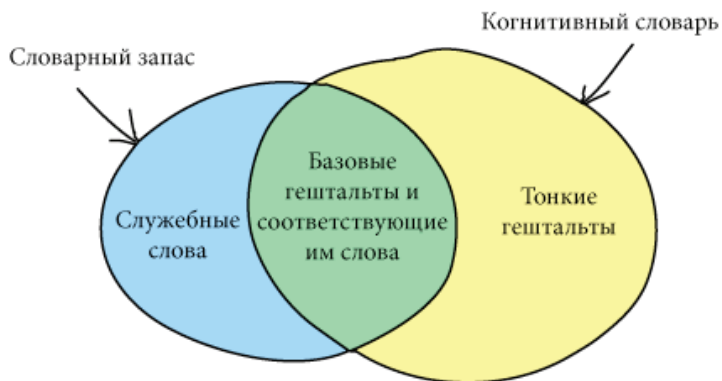 Когнитивный словарь
Словарный запас
Базовые
гештальты и
соответствующие
им слова
Служебные
слова
Тонкие
гештальты